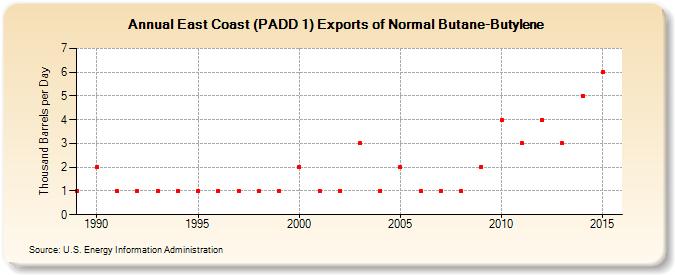 Annual East Coast (PADD 1) Exports of Normal Butane-Butylene
Thousand Barrels per Day
7
6
5
4
3
2
1
0
1990 1995 2000 2005 2010 2015
Source: U.S. Energy Information Administration